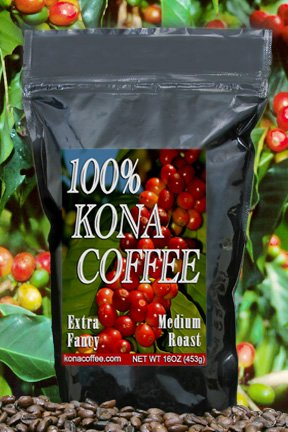 100%
KONA
COFFEE
Extra Medium
Fancy Roast
konacoffee.com NET WT 16OZ (453g)